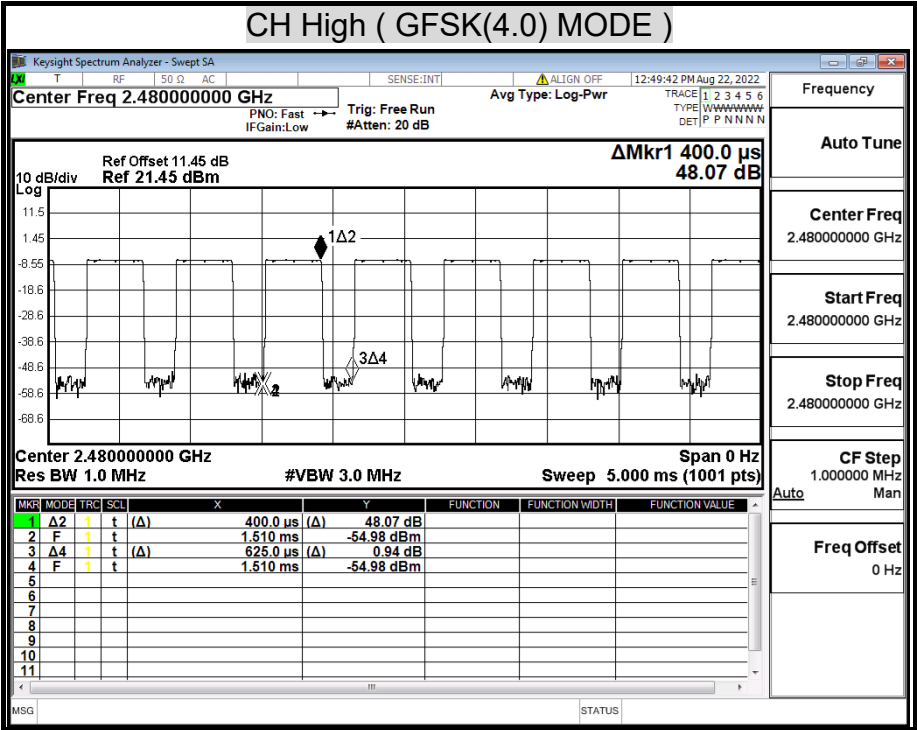 CH High ( GFSK(4.0) MODE )
Keysight Spectrum Analyzer - Swept SA
LXI T RF 50 Ω AC SENSE:INT ALIGN OFF 12:49:42 PM Aug 22, 2022
Center Freq 2.480000000 GHz
PNO: Fast
IFGain:Low
Trig: Free Run
#Atten: 20 dB
Avg Type: Log-Pwr
TRACE 1 2 3 4 5 6
TYPE WWWWWW
DET P P N N N N
ΔMkr1 400.0 µs
48.07 dB
Ref Offset 11.45 dB
10 dB/div Ref 21.45 dBm
Log
11.5
1.45
-8.55
-18.6
-28.6
-38.6
-48.6
-58.6
-68.6
1Δ2
3Δ4
2
Center 2.480000000 GHz Span 0 Hz
Res BW 1.0 MHz #VBW 3.0 MHz Sweep 5.000 ms (1001 pts)
MKR MODE TRC SCL X Y FUNCTION FUNCTION WIDTH FUNCTION VALUE
1 Δ2 1 t (Δ) 400.0 µs (Δ) 48.07 dB
2 F 1 t 1.510 ms -54.98 dBm
3 Δ4 1 t (Δ) 625.0 µs (Δ) 0.94 dB
4 F 1 t 1.510 ms -54.98 dBm
5
6
7
8
9
10
11
MSG STATUS
Frequency
Auto Tune
Center Freq
2.480000000 GHz
Start Freq
2.480000000 GHz
Stop Freq
2.480000000 GHz
CF Step
1.000000 MHz
Auto Man
Freq Offset
0 Hz